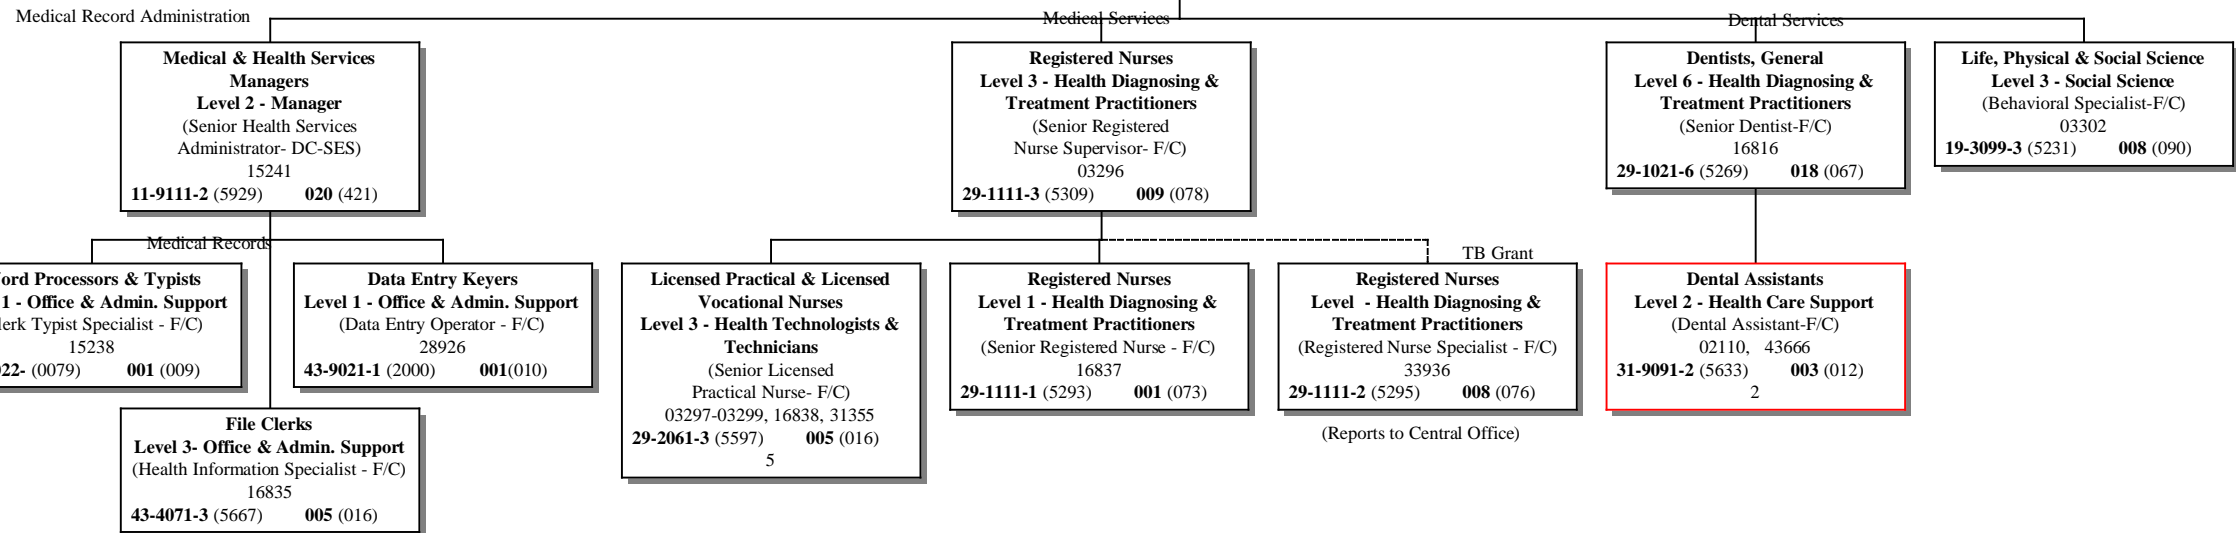 Medical Record Administration
Medical Services
Dental Services
Medical & Health Services
Managers
Level 2 - Manager
(Senior Health Services
Administrator- DC-SES)
15241
11-9111-2 (5929) 020 (421)
Registered Nurses
Level 3 - Health Diagnosing &
Treatment Practitioners
(Senior Registered
Nurse Supervisor- F/C)
03296
29-1111-3 (5309) 009 (078)
Dentists, General
Level 6 - Health Diagnosing &
Treatment Practitioners
(Senior Dentist-F/C)
16816
29-1021-6 (5269) 018 (067)
Life, Physical & Social Science
Level 3 - Social Science
(Behavioral Specialist-F/C)
03302
19-3099-3 (5231) 008 (090)
Medical Records
TB Grant
ord Processors & Typists
1 - Office & Admin. Support
lerk Typist Specialist - F/C)
15238
22- (0079) 001 (009)
Data Entry Keyers
Level 1 - Office & Admin. Support
(Data Entry Operator - F/C)
28926
43-9021-1 (2000) 001(010)
Licensed Practical & Licensed
Vocational Nurses
Level 3 - Health Technologists &
Technicians
(Senior Licensed
Practical Nurse- F/C)
03297-03299, 16838, 31355
29-2061-3 (5597) 005 (016)
5
Registered Nurses
Level 1 - Health Diagnosing &
Treatment Practitioners
(Senior Registered Nurse - F/C)
16837
29-1111-1 (5293) 001 (073)
Registered Nurses
Level - Health Diagnosing &
Treatment Practitioners
(Registered Nurse Specialist - F/C)
33936
29-1111-2 (5295) 008 (076)
(Reports to Central Office)
Dental Assistants
Level 2 - Health Care Support
(Dental Assistant-F/C)
02110, 43666
31-9091-2 (5633) 003 (012)
2
File Clerks
Level 3- Office & Admin. Support
(Health Information Specialist - F/C)
16835
43-4071-3 (5667) 005 (016)